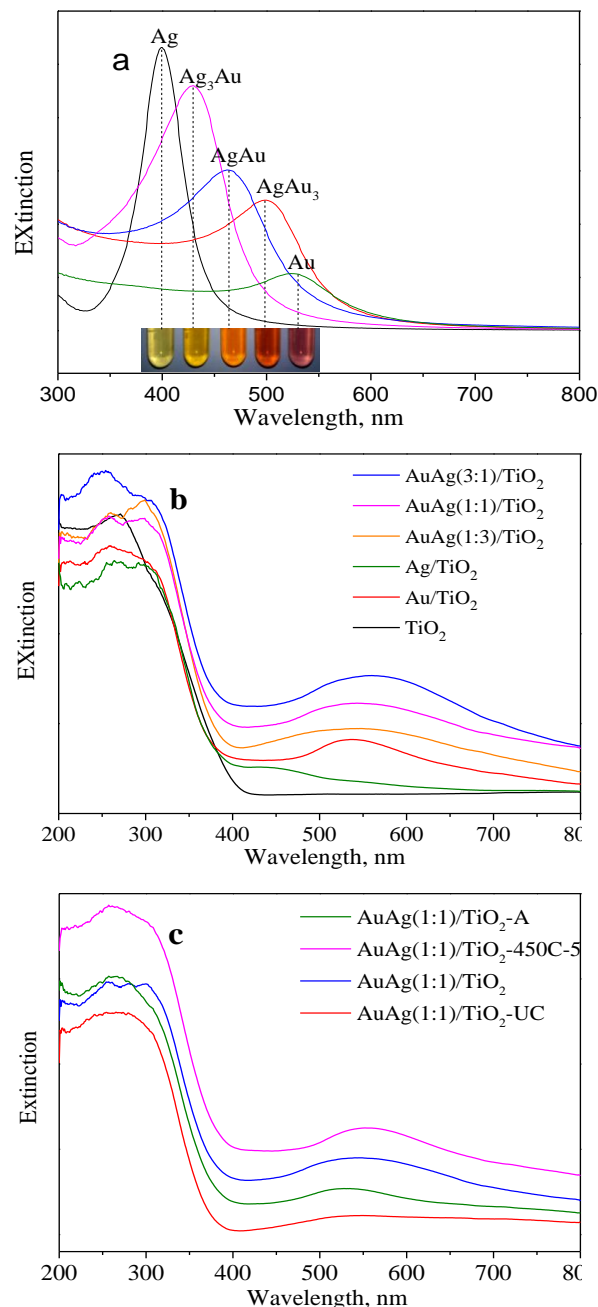 a
Ag
Ag₃Au
AgAu
AgAu₃
Au
EXtinction
300 400 500 600 700 800
Wavelength, nm
b
AuAg(3:1)/TiO₂
AuAg(1:1)/TiO₂
AuAg(1:3)/TiO₂
Ag/TiO₂
Au/TiO₂
TiO₂
EXtinction
200 300 400 500 600 700 80
Wavelength, nm
c
AuAg(1:1)/TiO₂-A
AuAg(1:1)/TiO₂-450C-5
AuAg(1:1)/TiO₂
AuAg(1:1)/TiO₂-UC
Extinction
200 300 400 500 600 700 80
Wavelength, nm